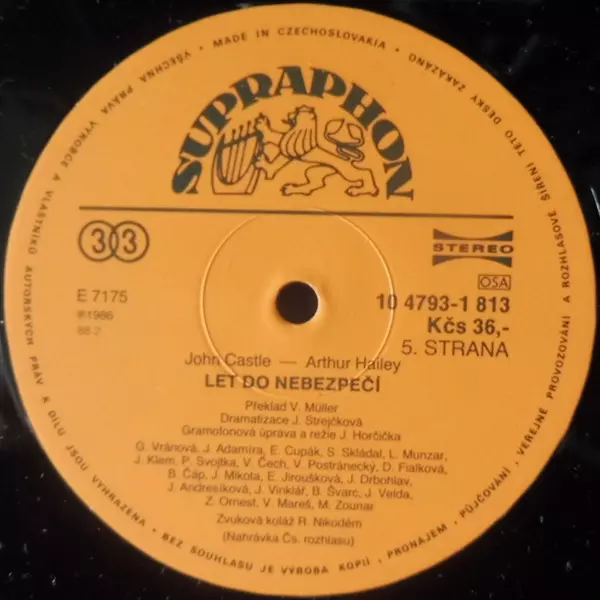 VŠECHNA PRÁVA VÝROBCE A VLASTNÍKŮ AUTORSKÝCH PRÁV K DÍLU JSOU VYHRAZENA • BEZ SOUHLASU JE VÝROBA KOPIÍ, PRONÁJEM, PŮJČOVÁNÍ, VEŘEJNÉ PROVOZOVÁNÍ A ROZHLASOVÉ ŠÍŘENÍ TÉTO DESKY ZAKÁZÁNO • MADE IN CZECHOSLOVAKIA •
SUPRAPHON
33
STEREO
OSA
E 7175
℗1986
88 2
10 4793-1 813
Kčs 36,-
5. STRANA
John Castle — Arthur Hailey
LET DO NEBEZPEČÍ
Překlad V. Müller
Dramatizace J. Strejčková
Gramofonová úprava a režie J. Horčička
G. Vránová, J. Adamíra, E. Cupák, S. Skládal, L. Munzar,
J. Klem, P. Svojtka, V. Čech, V. Postránecký, D. Fialková,
B. Čáp, J. Mikota, E. Jiroušková, J. Drbohlav,
J. Andresíková, J. Vinklář, B. Švarc, J. Velda,
Z. Ornest, V. Mareš, M. Zounar
Zvuková koláž R. Nikodém
(Nahrávka Čs. rozhlasu)